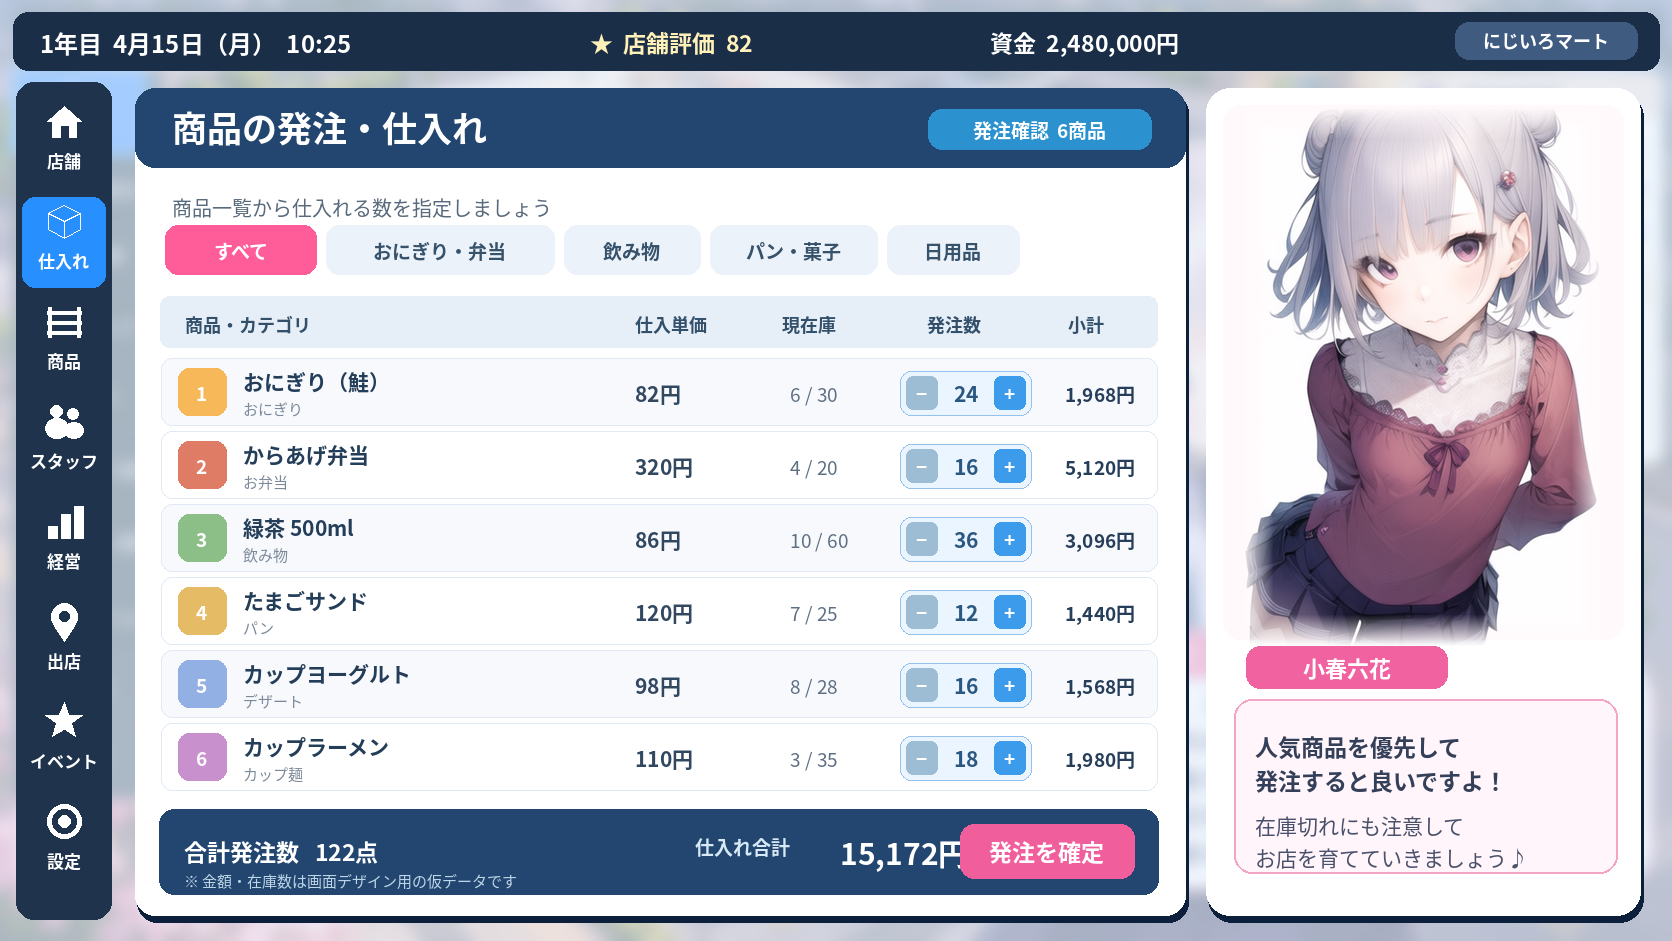 1年目 4月15日（月） 10:25
★ 店舗評価 82
資金 2,480,000円
にじいろマート
店舗
仕入れ
商品
スタッフ
経営
出店
イベント
設定
商品の発注・仕入れ
発注確認 6商品
商品一覧から仕入れる数を指定しましょう
すべて
おにぎり・弁当
飲み物
パン・菓子
日用品
商品・カテゴリ 仕入単価 現在庫 発注数 小計
1 おにぎり（鮭） 82円 6 / 30 − 24 + 1,968円
おにぎり
2 からあげ弁当 320円 4 / 20 − 16 + 5,120円
お弁当
3 緑茶 500ml 86円 10 / 60 − 36 + 3,096円
飲み物
4 たまごサンド 120円 7 / 25 − 12 + 1,440円
パン
5 カップヨーグルト 98円 8 / 28 − 16 + 1,568円
デザート
6 カップラーメン 110円 3 / 35 − 18 + 1,980円
カップ麺
合計発注数 122点
仕入れ合計 15,172円
発注を確定
※ 金額・在庫数は画面デザイン用の仮データです
小春六花
人気商品を優先して
発注すると良いですよ！
在庫切れにも注意して
お店を育てていきましょう♪